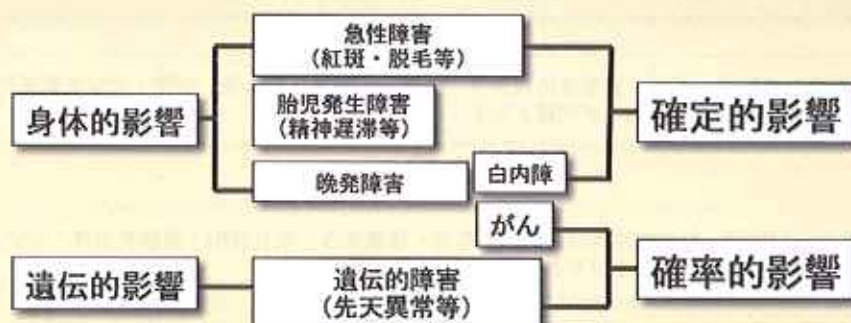 身体的影響
急性障害
(紅斑・脱毛等)
胎児発生障害
(精神遅滞等)
晩発障害
白内障
がん
確定的影響
遺伝的影響
遺伝的障害
(先天異常等)
確率的影響